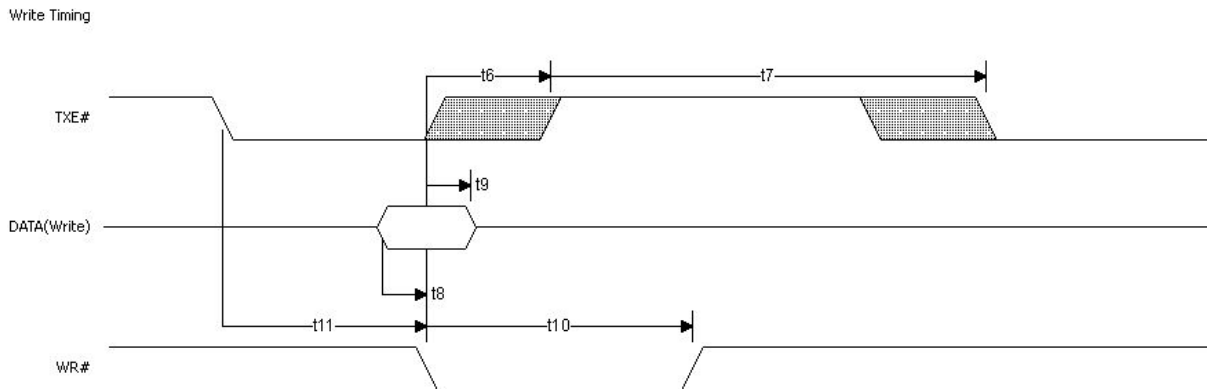 Write Timing
t6
t7
TXE#
t9
DATA(Write)
t8
t11
t10
WR#